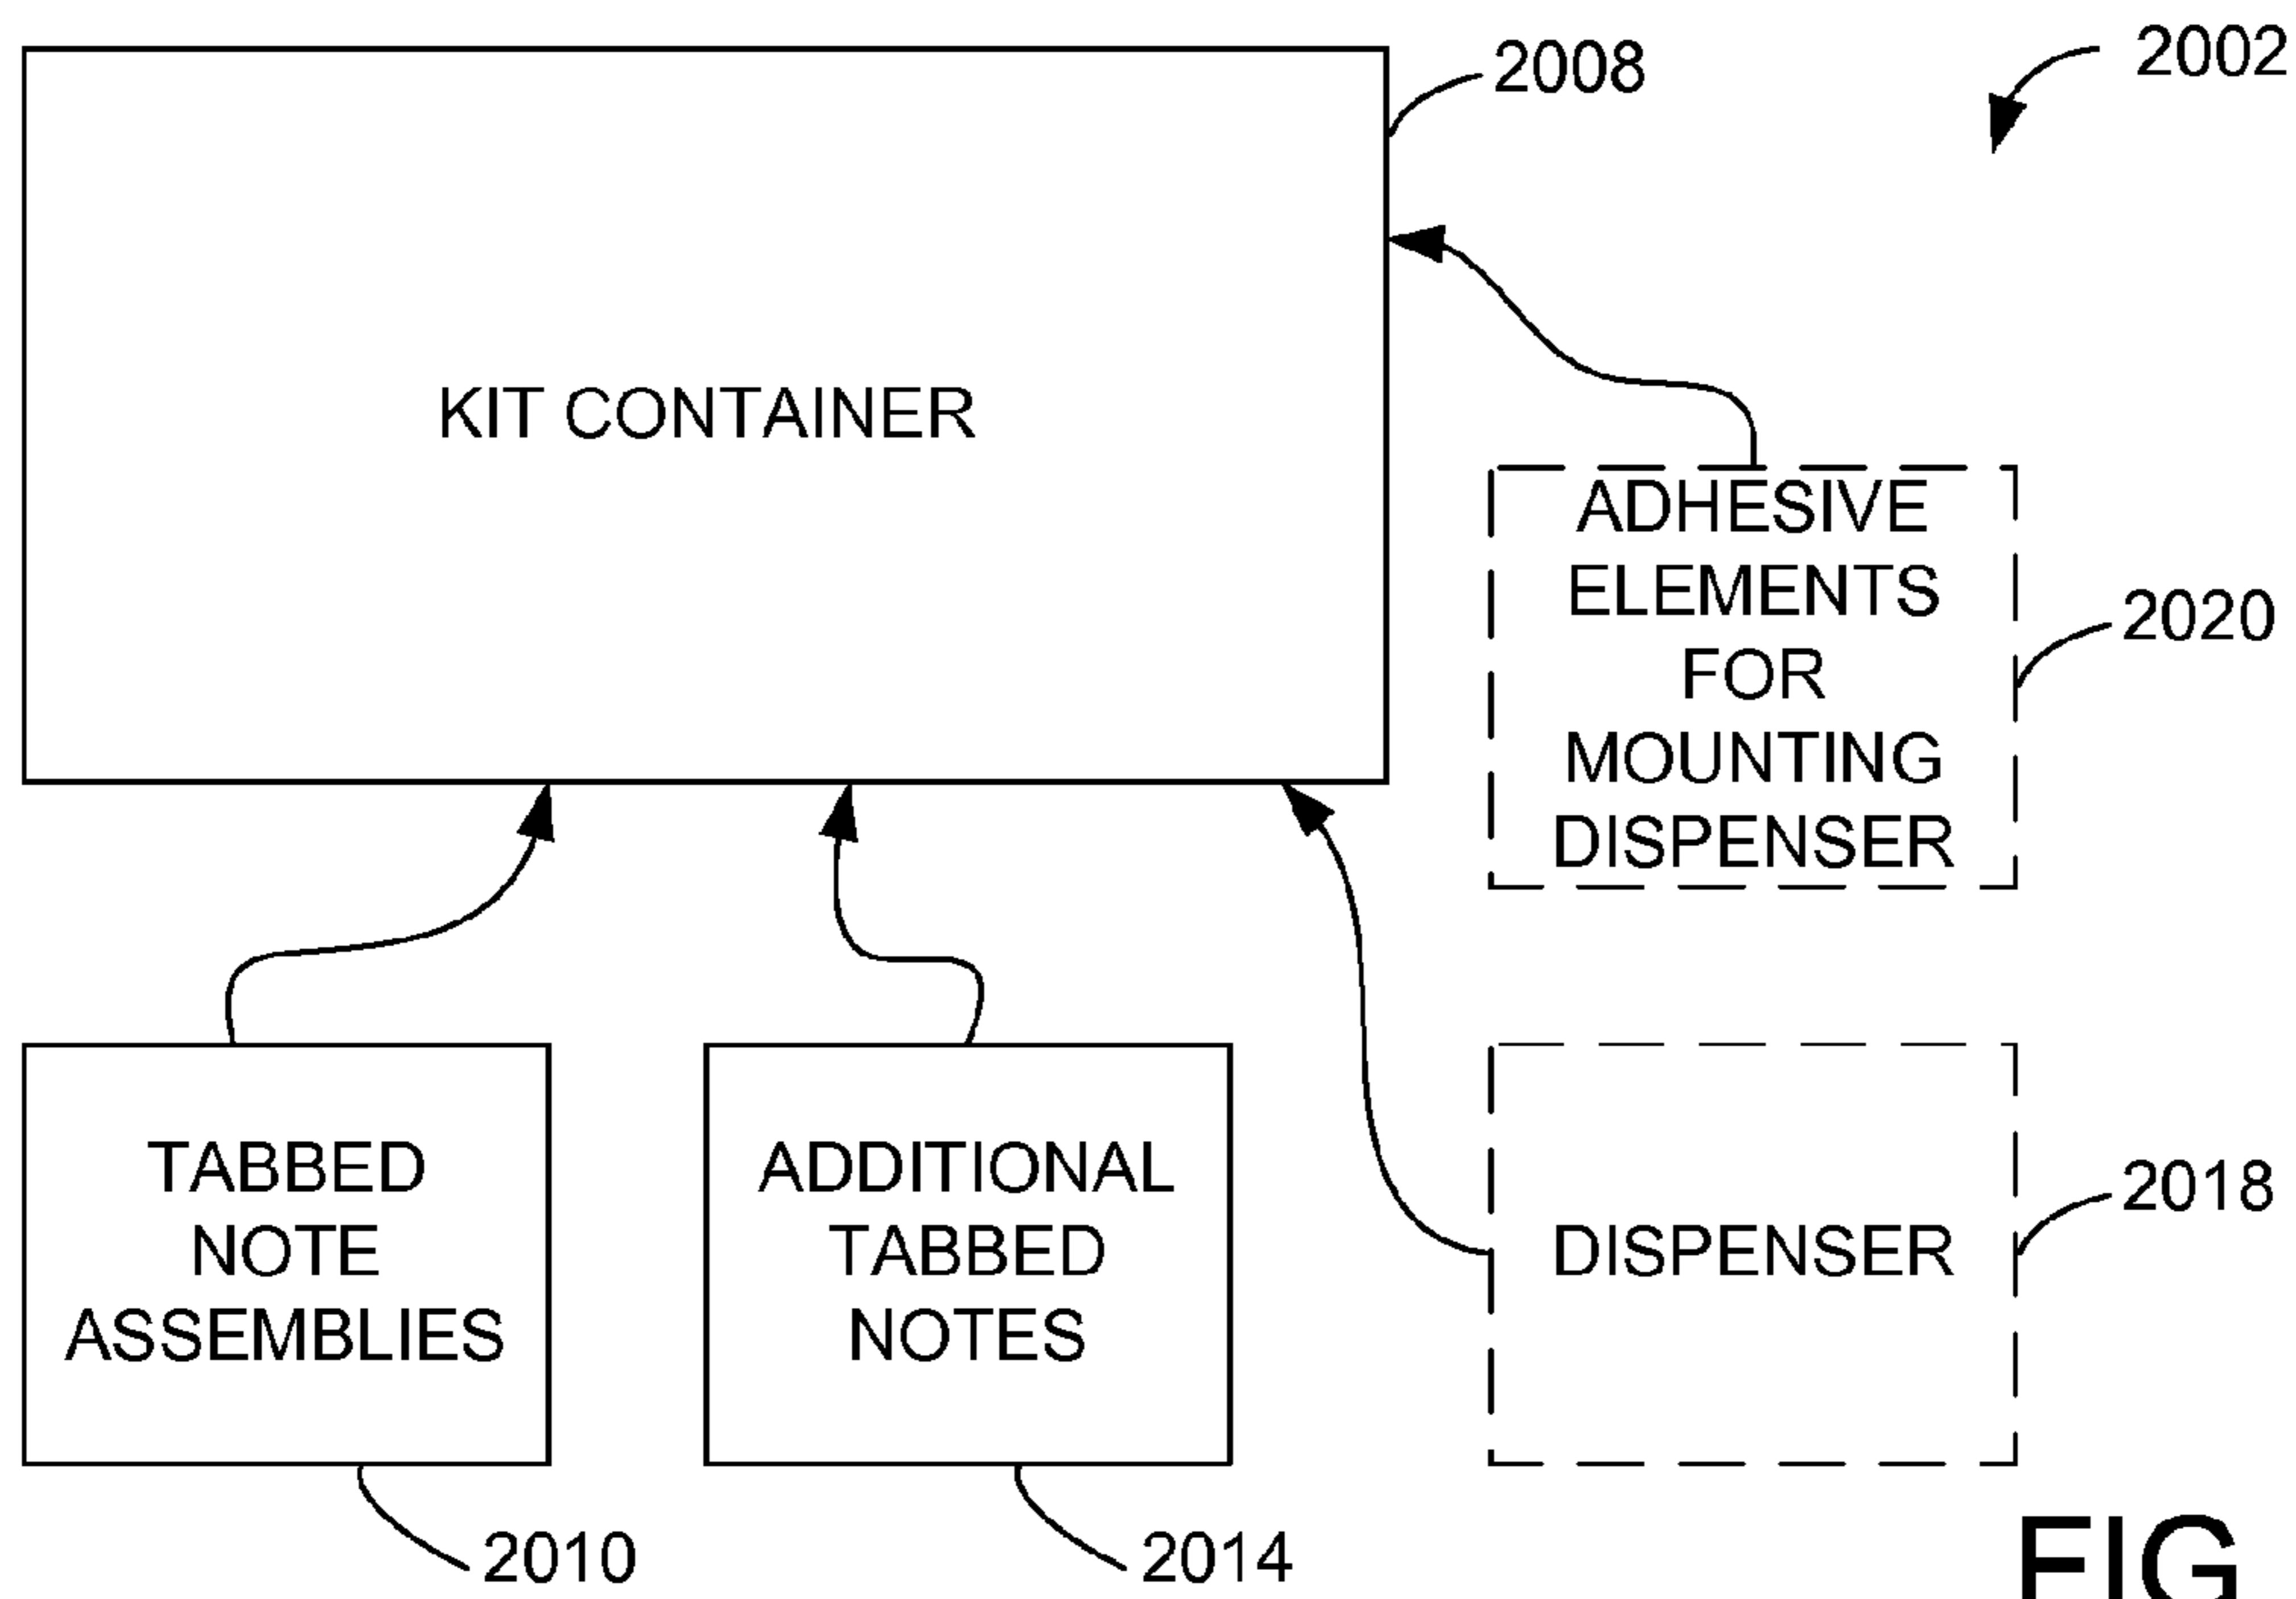 2002
2008
KIT CONTAINER
ADHESIVE
ELEMENTS
FOR
MOUNTING
DISPENSER
2020
TABBED
NOTE
ASSEMBLIES
ADDITIONAL
TABBED
NOTES
DISPENSER
2018
2010
2014
FIG